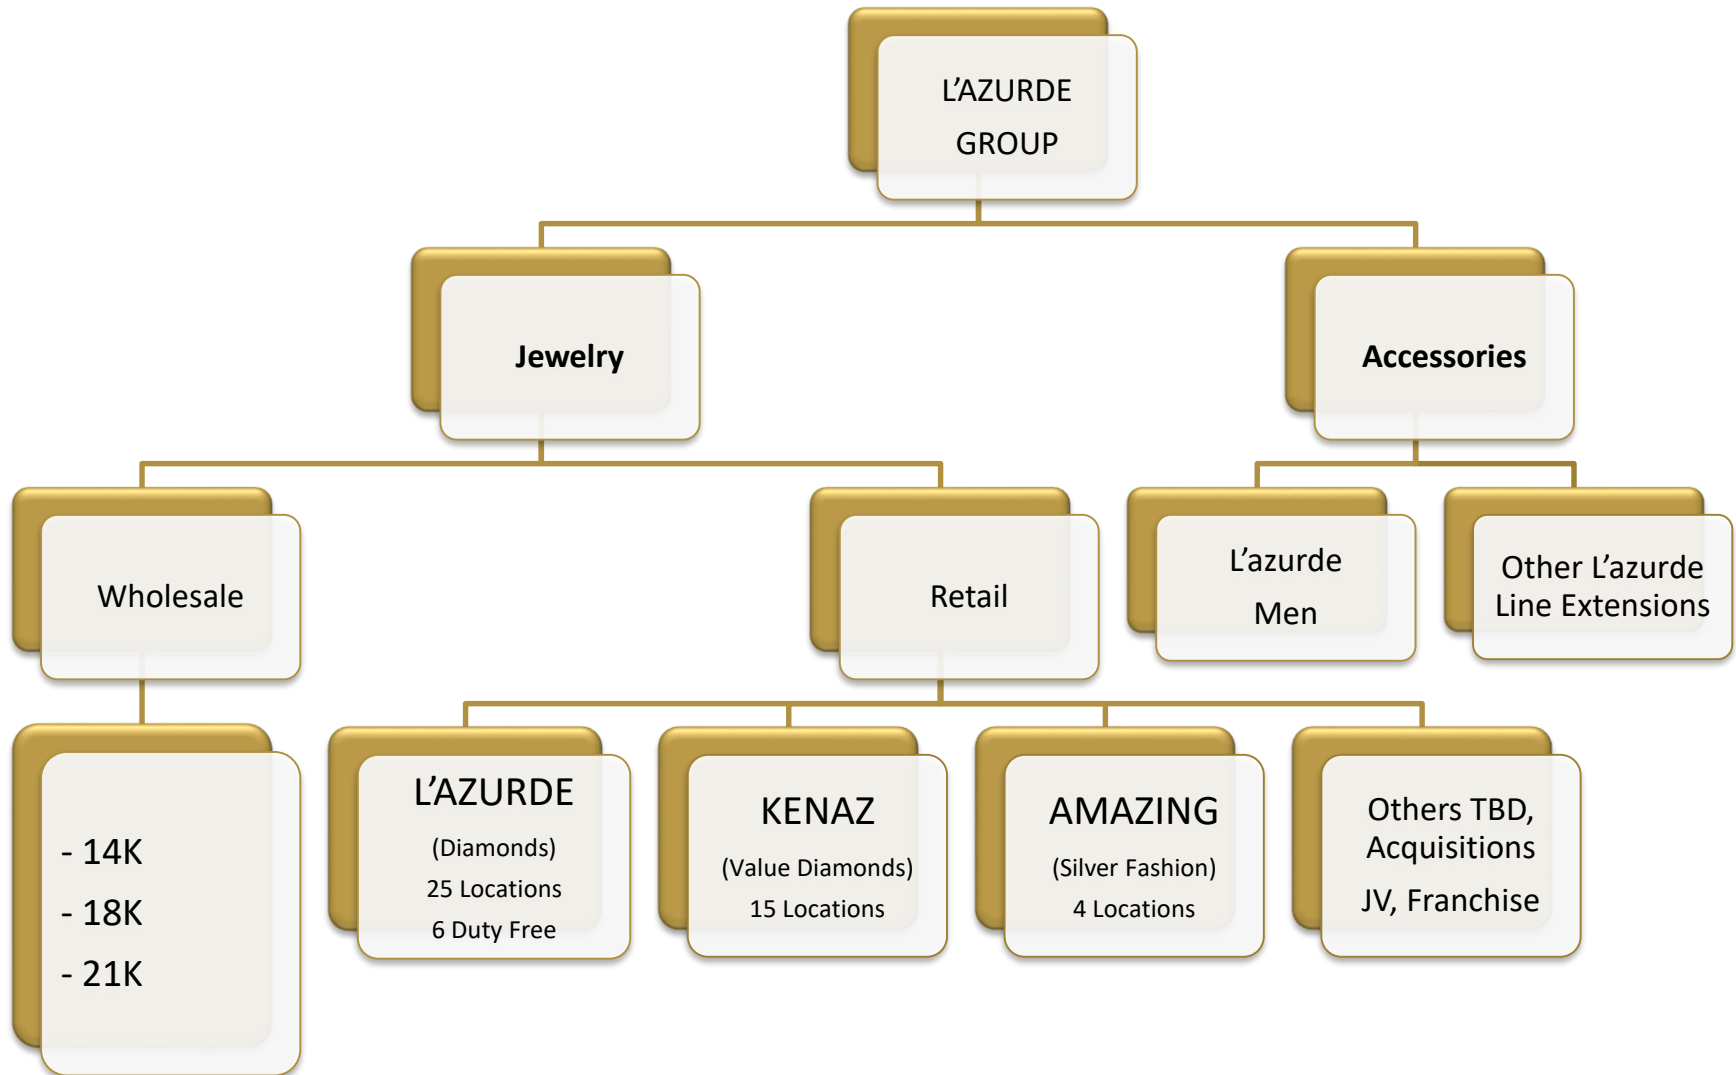 L’AZURDE
GROUP
Jewelry
Accessories
Wholesale
Retail
L’azurde
Men
Other L’azurde
Line Extensions
- 14K
- 18K
- 21K
L’AZURDE
(Diamonds)
25 Locations
6 Duty Free
KENAZ
(Value Diamonds)
15 Locations
AMAZING
(Silver Fashion)
4 Locations
Others TBD,
Acquisitions
JV, Franchise